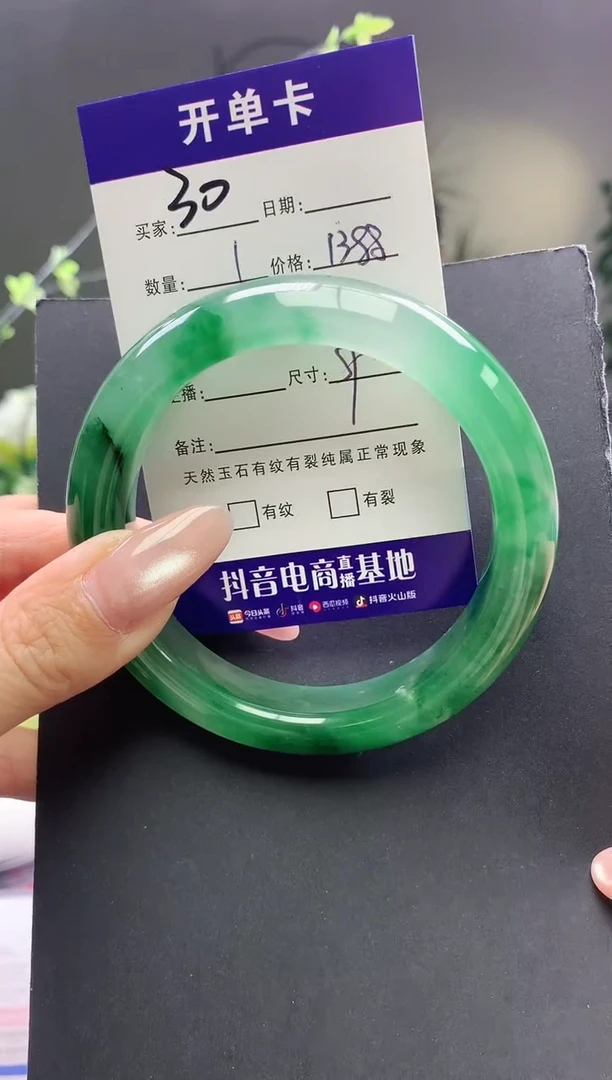 开单卡
买家: 30 日期:
数量: 1 价格: 1388
播: 尺寸:
备注:
天然玉石有纹有裂纯属正常现象
有纹 有裂
抖音电商直播基地
今日头条 抖音 西瓜视频 抖音火山版